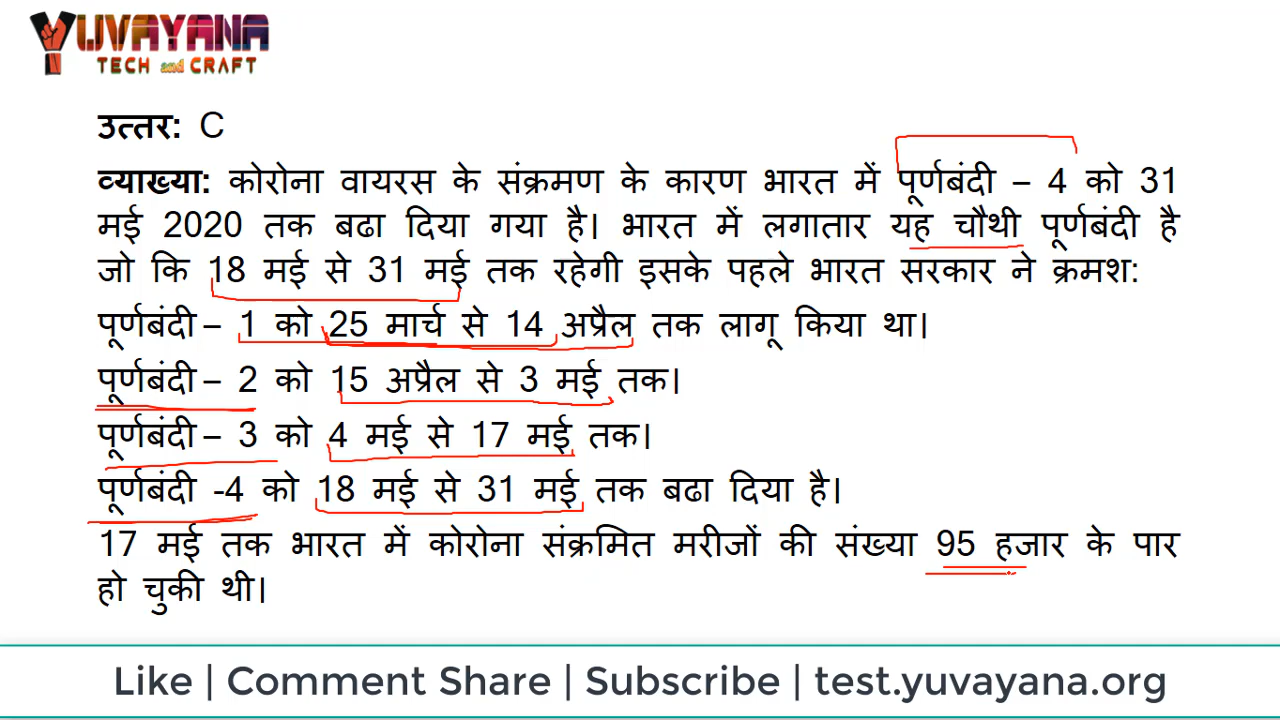 YUVAYANA
TECH and CRAFT
उत्तर: C
व्याख्या: कोरोना वायरस के संक्रमण के कारण भारत में पूर्णबंदी – 4 को 31
मई 2020 तक बढा दिया गया है। भारत में लगातार यह चौथी पूर्णबंदी है
जो कि 18 मई से 31 मई तक रहेगी इसके पहले भारत सरकार ने क्रमश:
पूर्णबंदी – 1 को 25 मार्च से 14 अप्रैल तक लागू किया था।
पूर्णबंदी – 2 को 15 अप्रैल से 3 मई तक।
पूर्णबंदी – 3 को 4 मई से 17 मई तक।
पूर्णबंदी -4 को 18 मई से 31 मई तक बढा दिया है।
17 मई तक भारत में कोरोना संक्रमित मरीजों की संख्या 95 हजार के पार
हो चुकी थी।
Like | Comment Share | Subscribe | test.yuvayana.org